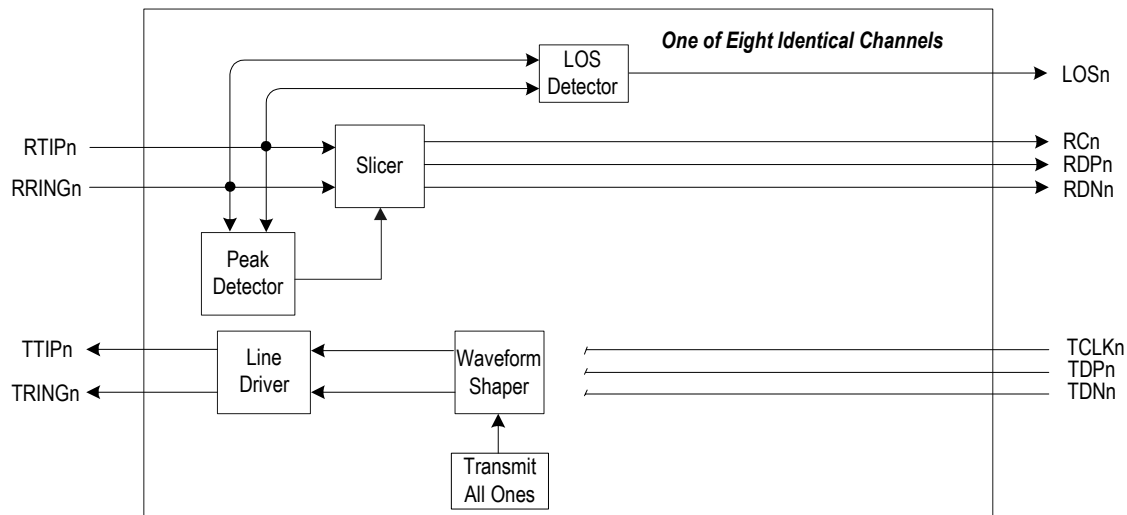 One of Eight Identical Channels
LOS
Detector
LOSn
RTIPn
RRINGn
Slicer
RCn
RDPn
RDNn
Peak
Detector
TTIPn
TRINGn
Line
Driver
Waveform
Shaper
TCLKn
TDPn
TDNn
Transmit
All Ones